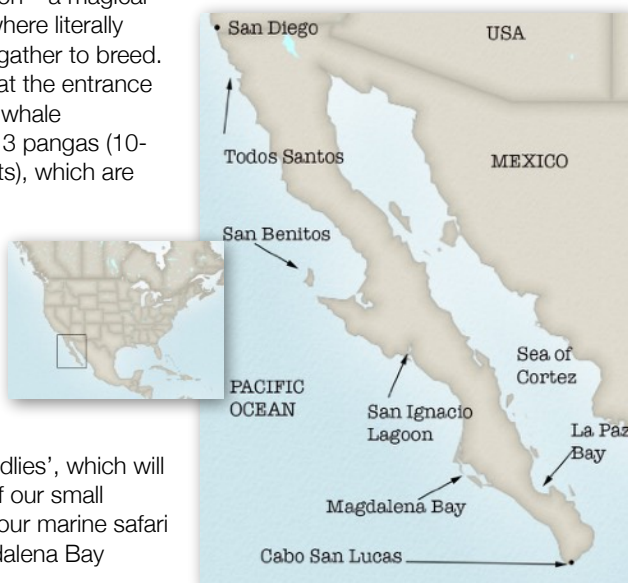 where literally
gather to breed.
at the entrance
whale
3 pangas (10-
ts), which are
dlies', which will
f our small
our marine safari
dalena Bay
San Diego
USA
Todos Santos
MEXICO
San Benitos
Sea of
Cortez
PACIFIC
OCEAN
San Ignacio
Lagoon
La Paz
Bay
Magdalena Bay
Cabo San Lucas